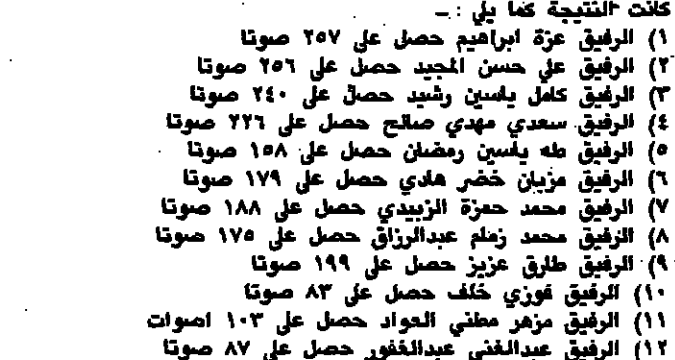 كانت النتيجة كما يلي : ــ
١) الرفيق عزة ابراهيم حصل على ٢٥٧ صوتا
٢) الرفيق علي حسن المجيد حصل على ٢٥٦ صوتا
٣) الرفيق كامل ياسين رشيد حصل على ٢٤٠ صوتا
٤) الرفيق سعدي مهدي صالح حصل على ٢٢٦ صوتا
٥) الرفيق طه ياسين رمضان حصل على ١٥٨ صوتا
٦) الرفيق مزبان خضر هادي حصل على ١٧٩ صوتا
٧) الرفيق محمد حمزة الزبيدي حصل على ١٨٨ صوتا
٨) الرفيق محمد زمام عبدالرزاق حصل على ١٧٥ صوتا
٩) الرفيق طارق عزيز حصل على ١٩٩ صوتا
١٠) الرفيق فوزي خلف حصل على ٨٣ صوتا
١١) الرفيق مزهر مطني العواد حصل على ١٠٣ اصوات
١٢) الرفيق عبدالغني عبدالغفور حصل على ٨٧ صوتا